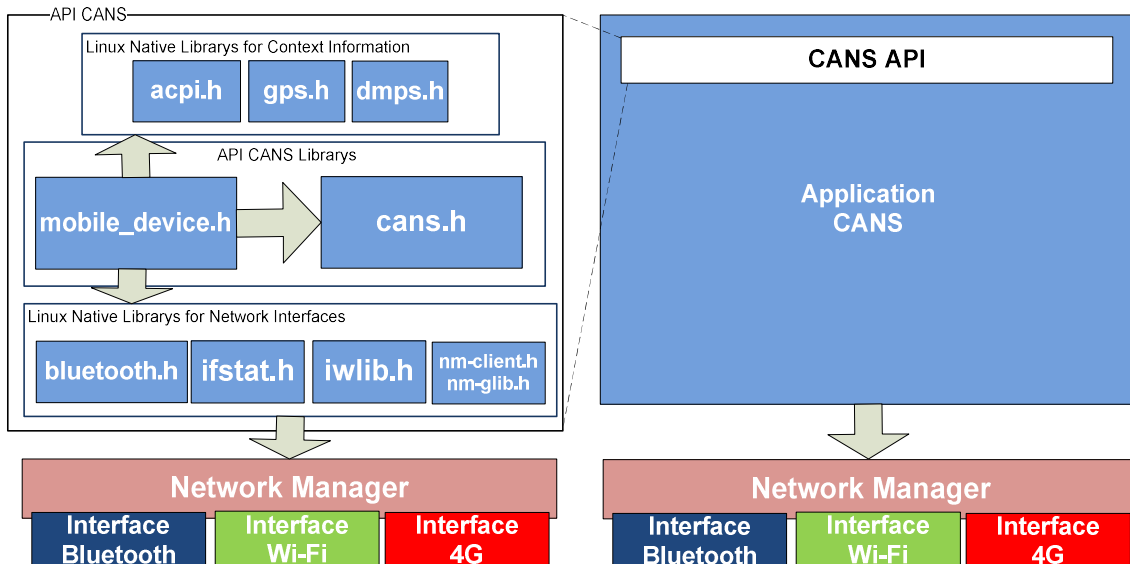 API CANS
Linux Native Librarys for Context Information
acpi.h
gps.h
dmps.h
API CANS Librarys
mobile_device.h
cans.h
Linux Native Librarys for Network Interfaces
bluetooth.h
ifstat.h
iwlib.h
nm-client.h
nm-glib.h
Network Manager
Interface
Bluetooth
Interface
Wi-Fi
Interface
4G
CANS API
Application
CANS
Network Manager
Interface
Bluetooth
Interface
Wi-Fi
Interface
4G